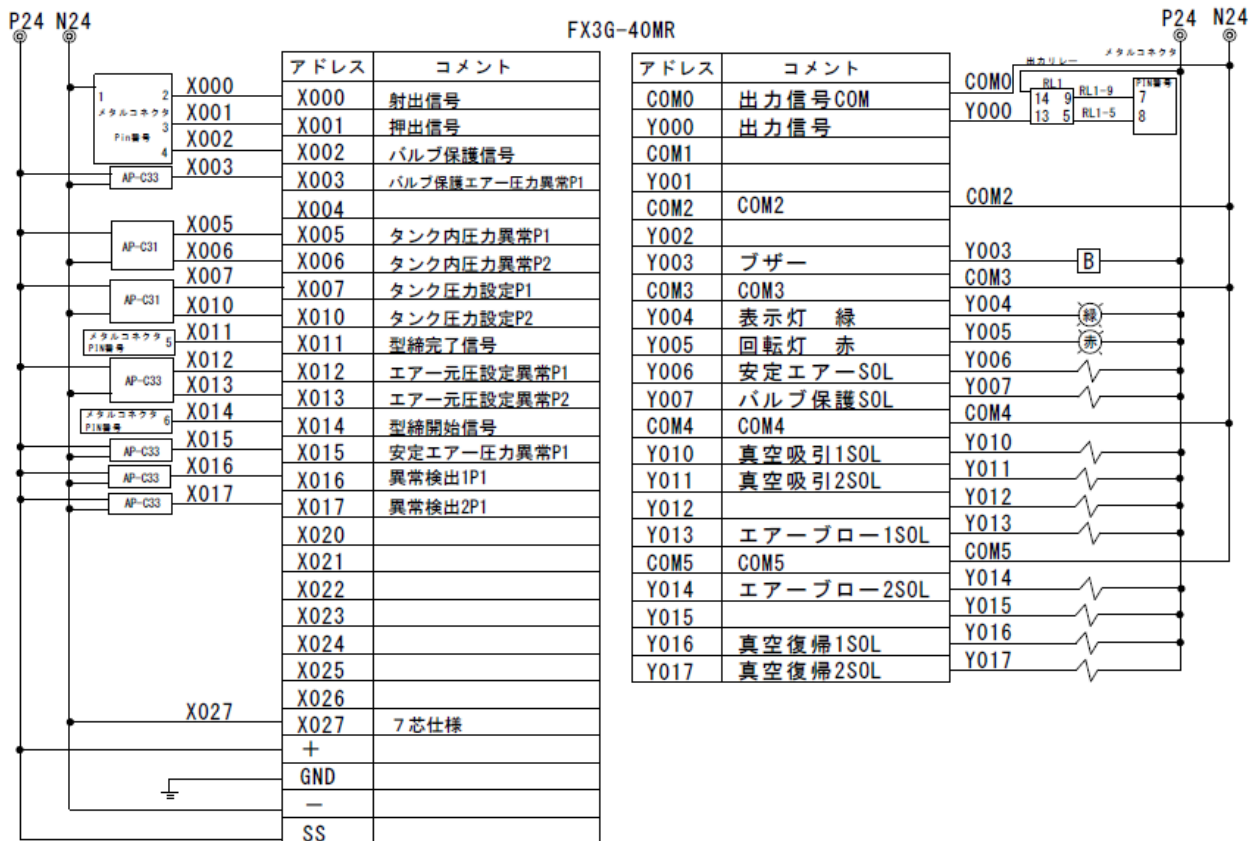 P24 N24
FX3G-40MR
P24 N24
アドレス コメント
X000 X000 射出信号
X001 X001 押出信号
X002 X002 バルブ保護信号
1 2
メタルコネクタ
3
Pin番号
4
AP-C33 X003 X003 バルブ保護エアー圧力異常P1
X004
X005 X005 タンク内圧力異常P1
AP-C31
X006 X006 タンク内圧力異常P2
X007 X007 タンク圧力設定P1
AP-C31
X010 X010 タンク圧力設定P2
メタルコネクタ 5
PIN番号
X011 X011 型締完了信号
X012 X012 エアー元圧設定異常P1
AP-C33
X013 X013 エアー元圧設定異常P2
メタルコネクタ 6
PIN番号
X014 X014 型締開始信号
AP-C33 X015 X015 安定エアー圧力異常P1
AP-C33 X016 X016 異常検出1P1
AP-C33 X017 X017 異常検出2P1
X020
X021
X022
X023
X024
X025
X026
X027 X027 7芯仕様
+
GND
−
SS
アドレス コメント
COM0 出力信号COM COM0
Y000 出力信号 Y000
出力リレー メタルコネクタ
RL1 PIN番号
14 9 RL1-9 7
13 5 RL1-5 8
COM1
Y001
COM2 COM2 COM2
Y002
Y003 ブザー Y003 B
COM3 COM3 COM3
Y004 表示灯 緑 Y004 緑
Y005 回転灯 赤 Y005 赤
Y006 安定エアーSOL Y006
Y007 バルブ保護SOL Y007
COM4 COM4 COM4
Y010 真空吸引1SOL Y010
Y011 真空吸引2SOL Y011
Y012 Y012
Y013 エアーブロー1SOL Y013
COM5 COM5 COM5
Y014 エアーブロー2SOL Y014
Y015 Y015
Y016 真空復帰1SOL Y016
Y017 真空復帰2SOL Y017